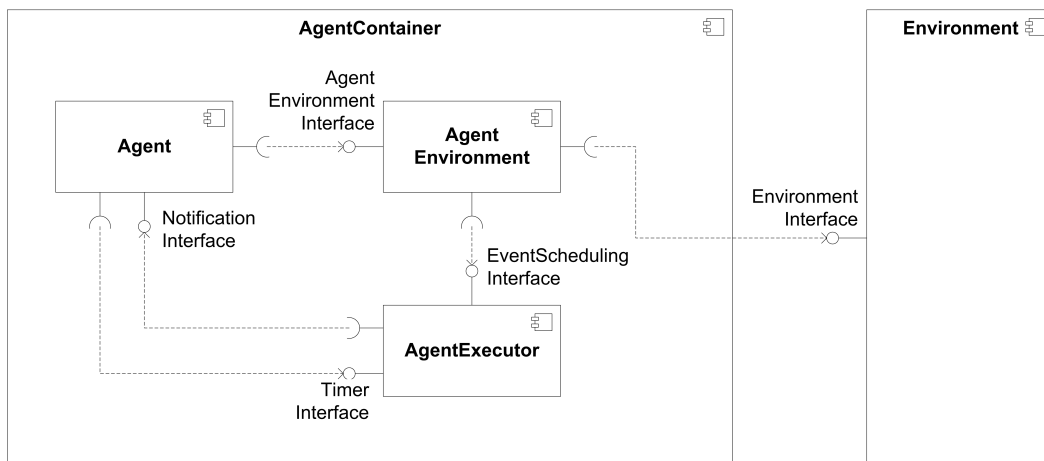 AgentContainer
Environment
Agent
Environment
Interface
Agent
Agent
Environment
Notification
Interface
Environment
Interface
EventScheduling
Interface
AgentExecutor
Timer
Interface